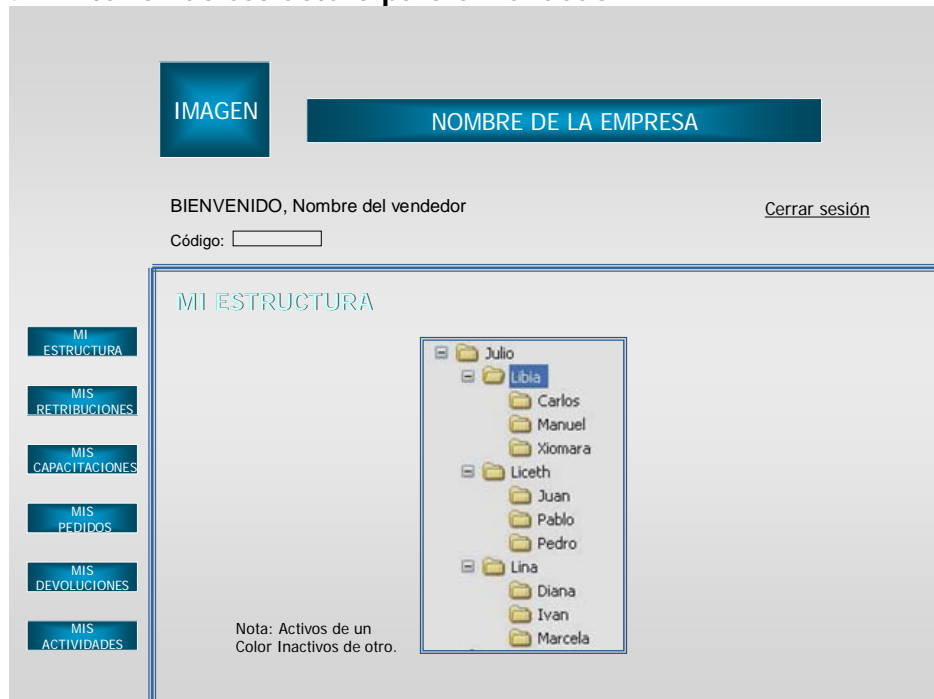 IMAGEN
NOMBRE DE LA EMPRESA
BIENVENIDO, Nombre del vendedor
Cerrar sesión
Código:
MI ESTRUCTURA
MI
ESTRUCTURA
MIS
RETRIBUCIONES
MIS
CAPACITACIONES
MIS
PEDIDOS
MIS
DEVOLUCIONES
MIS
ACTIVIDADES
Julio
Libia
Carlos
Manuel
Xiomara
Liceth
Juan
Pablo
Pedro
Lina
Diana
Ivan
Marcela
Nota: Activos de un
Color Inactivos de otro.